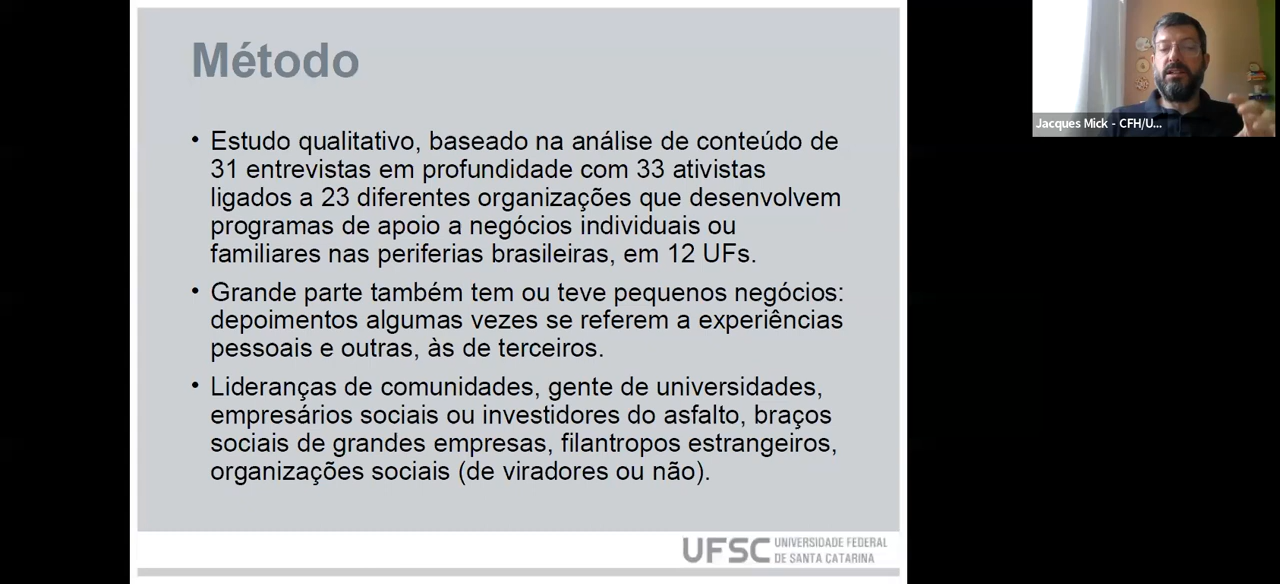 Método
• Estudo qualitativo, baseado na análise de conteúdo de
31 entrevistas em profundidade com 33 ativistas
ligados a 23 diferentes organizações que desenvolvem
programas de apoio a negócios individuais ou
familiares nas periferias brasileiras, em 12 UFs.
• Grande parte também tem ou teve pequenos negócios:
depoimentos algumas vezes se referem a experiências
pessoais e outras, às de terceiros.
• Lideranças de comunidades, gente de universidades,
empresários sociais ou investidores do asfalto, braços
sociais de grandes empresas, filantropos estrangeiros,
organizações sociais (de viradores ou não).
UFSC UNIVERSIDADE FEDERAL
DE SANTA CATARINA
Jacques Mick - CFH/U...